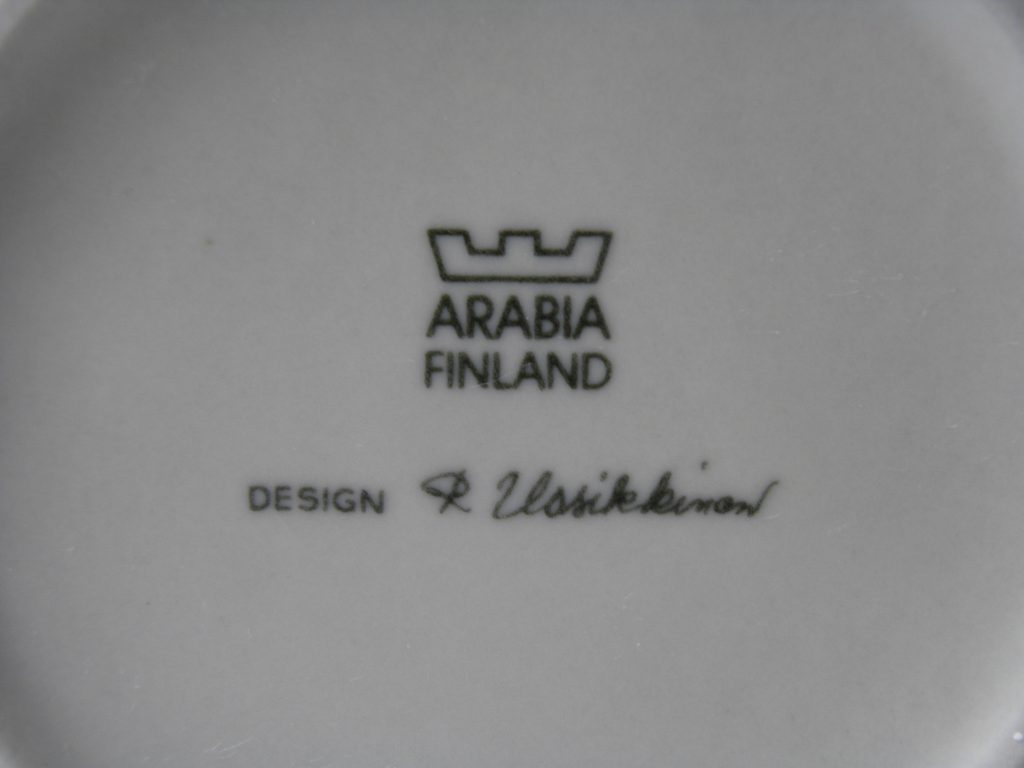 ARABIA
FINLAND
DESIGN R Uosikkinen